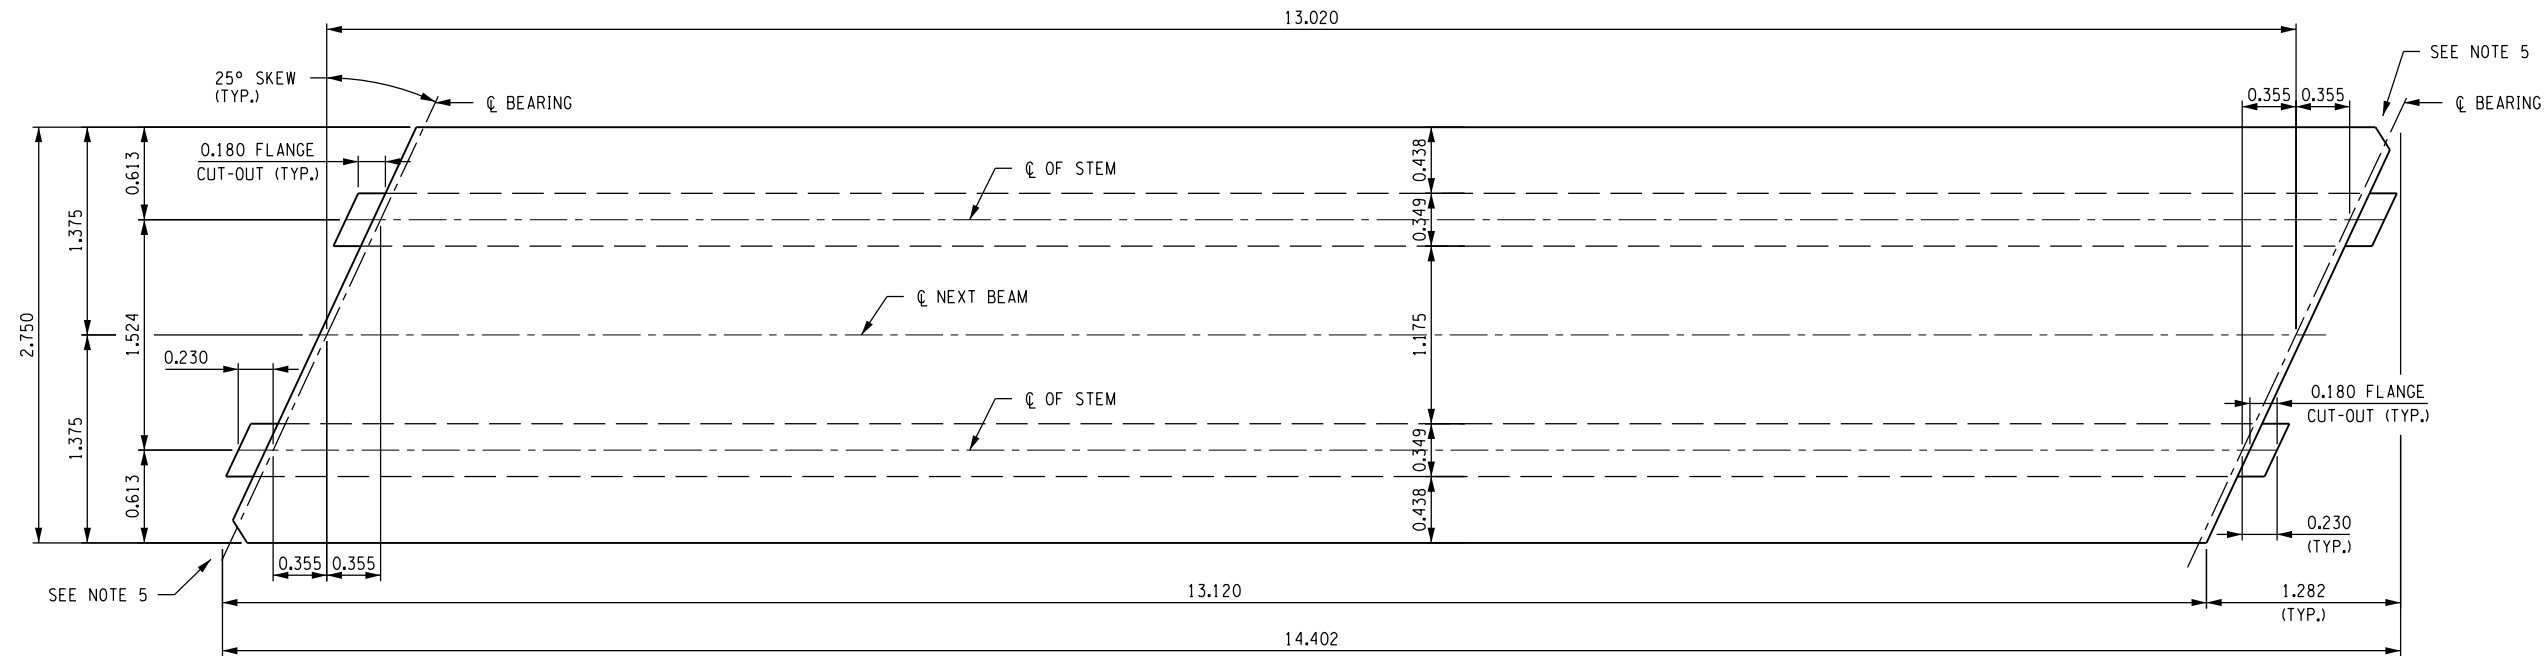 13.020
SEE NOTE 5
25° SKEW
(TYP.)
℄ BEARING
0.355 0.355
℄ BEARING
0.180 FLANGE
CUT-OUT (TYP.)
0.613
0.438
℄ OF STEM
1.375
0.349
2.750
1.524
℄ NEXT BEAM
1.175
0.230
0.180 FLANGE
CUT-OUT (TYP.)
℄ OF STEM
1.375
0.349
0.613
0.438
0.230
(TYP.)
0.355 0.355
SEE NOTE 5
13.120
1.282
(TYP.)
14.402